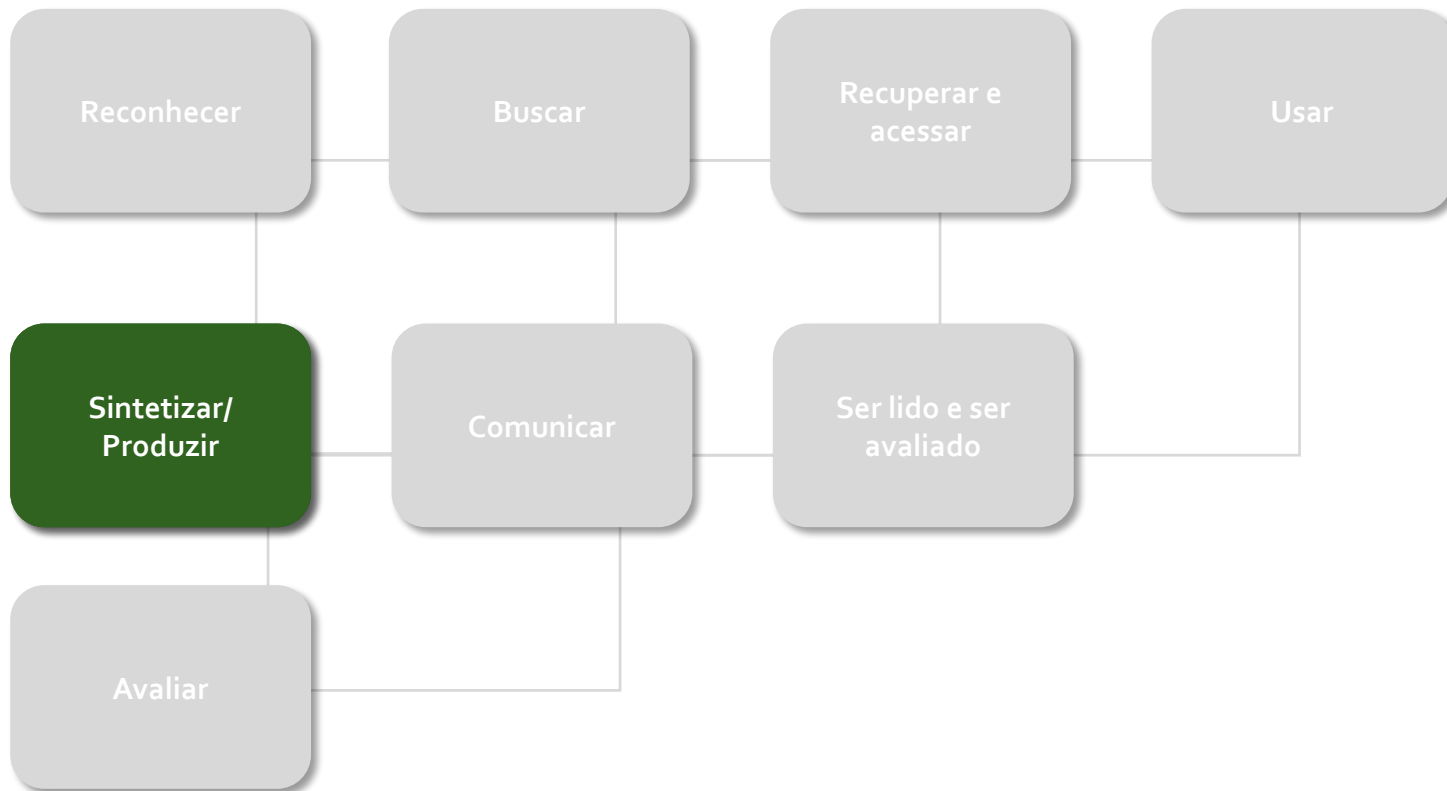 Reconhecer
Buscar
Recuperar e
acessar
Usar
Sintetizar/
Produzir
Comunicar
Ser lido e ser
avaliado
Avaliar